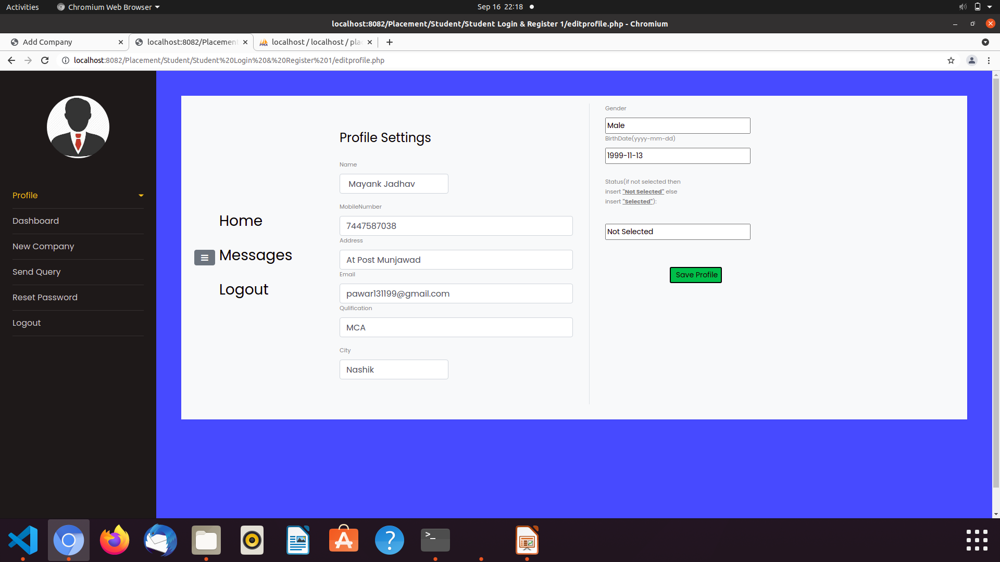 Activities
Chromium Web Browser
Sep 16 22:18
localhost:8082/Placement/Student/Student Login & Register 1/editprofile.php - Chromium
Add Company
localhost:8082/Placement
localhost / localhost / pla
localhost:8082/Placement/Student/Student%20Login%20&%20Register%201/editprofile.php
Profile
Dashboard
New Company
Send Query
Reset Password
Logout
Home
Messages
Logout
Profile Settings
Name
Mayank Jadhav
MobileNumber
7447587038
Address
At Post Munjawad
Email
pawar131199@gmail.com
Qulification
MCA
City
Nashik
Gender
Male
BirthDate(yyyy-mm-dd)
1999-11-13
Status(if not selected then
insert "Not Selected" else
insert "Selected"):
Not Selected
Save Profile